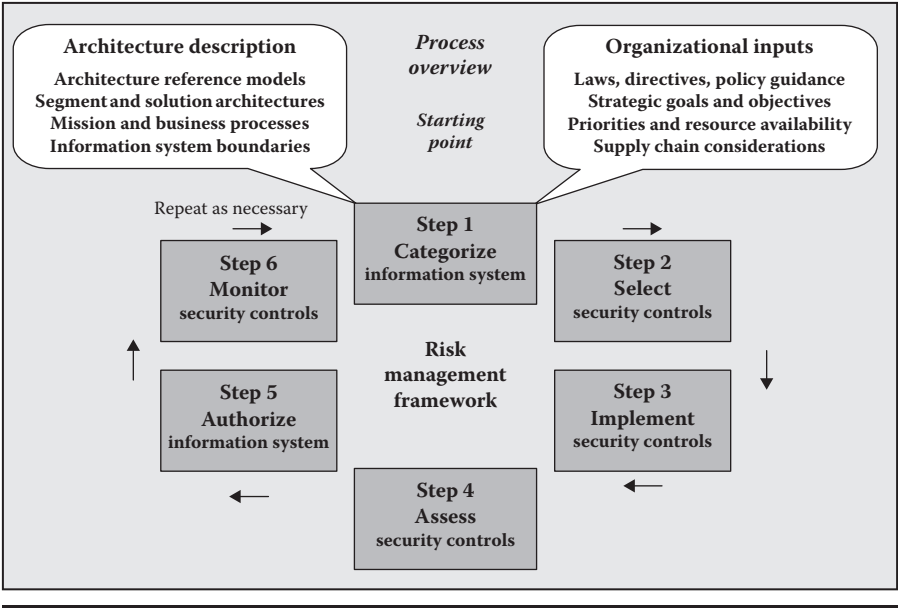 Architecture description
Architecture reference models
Segment and solution architectures
Mission and business processes
Information system boundaries
Process
overview
Starting
point
Organizational inputs
Laws, directives, policy guidance
Strategic goals and objectives
Priorities and resource availability
Supply chain considerations
Repeat as necessary
Step 1
Categorize
information system
Step 2
Select
security controls
Step 3
Implement
security controls
Step 4
Assess
security controls
Step 5
Authorize
information system
Step 6
Monitor
security controls
Risk
management
framework